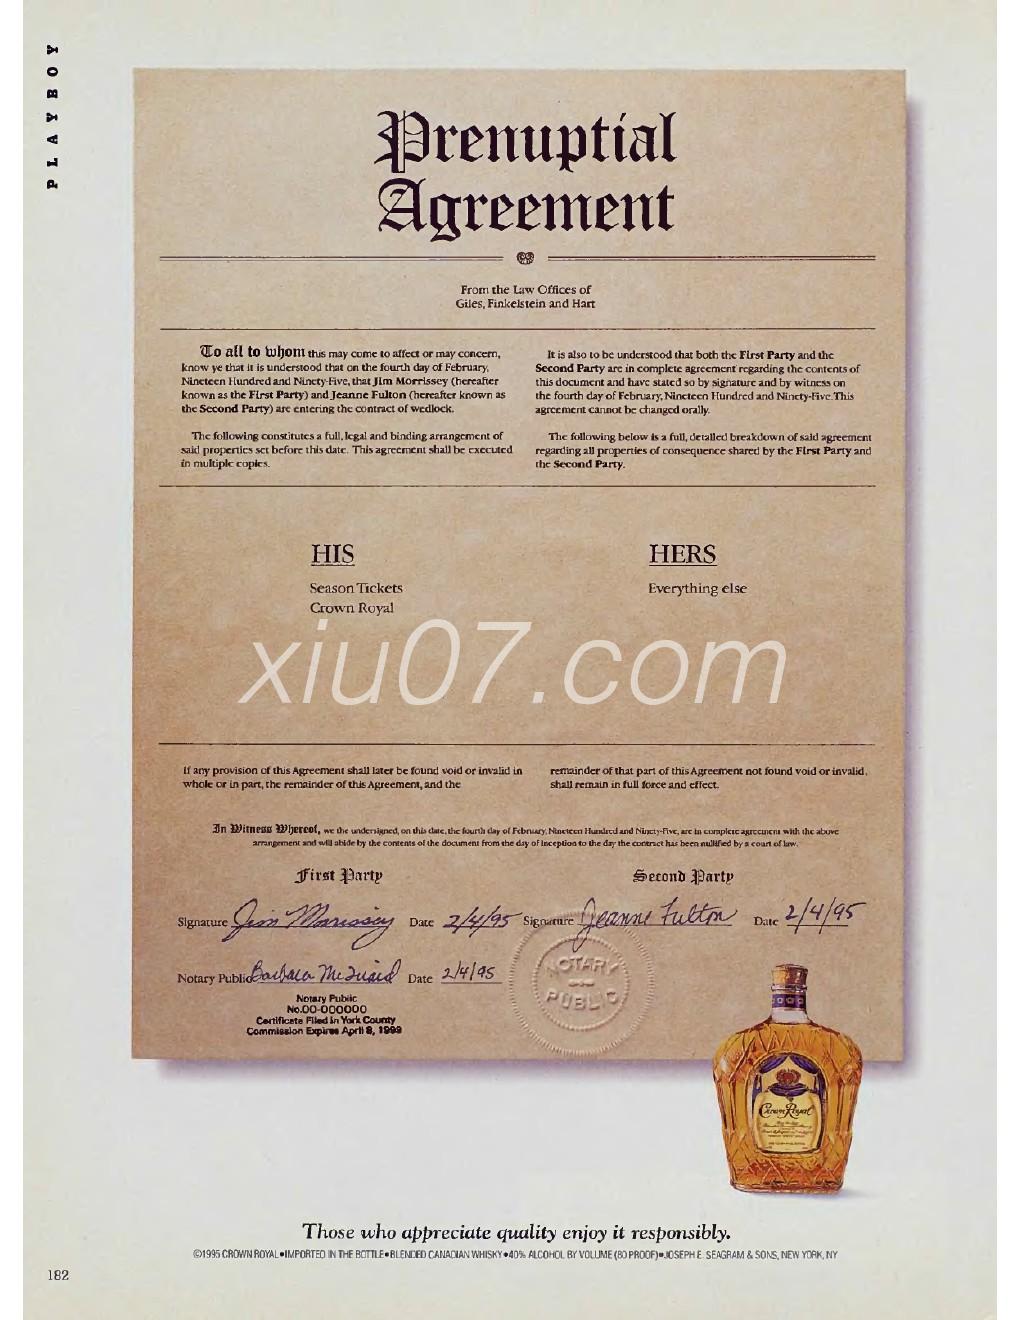 PLAYBOY
Prenuptial
Agreement
From the Law Offices of
Giles, Finkelstein and Hart
To all to whom this may come to affect or may concern,
know ye that it is understood that on the fourth day of February,
Nineteen Hundred and Ninety-Five, that Jim Morrissey (hereafter
known as the First Party) and Jeanne Fulton (hereafter known as
the Second Party) are entering the contract of wedlock.
The following constitutes a full, legal and binding arrangement of
said properties set before this date. This agreement shall be executed
in multiple copies.
It is also to be understood that both the First Party and the
Second Party are in complete agreement regarding the contents of
this document and have stated so by signature and by witness on
the fourth day of February, Nineteen Hundred and Ninety-Five. This
agreement cannot be changed orally.
The following below is a full, detailed breakdown of said agreement
regarding all properties of consequence shared by the First Party and
the Second Party.
HIS
Season Tickets
Crown Royal
HERS
Everything else
xiu07.com
If any provision of this Agreement shall later be found void or invalid in
whole or in part, the remainder of this Agreement, and the
remainder of that part of this Agreement not found void or invalid,
shall remain in full force and effect.
In Witness Whereof, we the undersigned, on this date, the fourth day of February, Nineteen Hundred and Ninety-Five, are in complete agreement with the above
arrangement and will abide by the contents of the document from the day of inception to the day the contract has been nullified by a court of law.
First Party
Second Party
Signature Jim Morrissey Date 2/4/95 Signature Jeanne Fulton Date 2/4/95
Notary Public Barbara McQuaid Date 2/4/95
Notary Public
No.00-000000
Certificate Filed in York County
Commission Expires April 8, 1999
NOTARY
PUBLIC
Crown Royal
Those who appreciate quality enjoy it responsibly.
©1995 CROWN ROYAL•IMPORTED IN THE BOTTLE•BLENDED CANADIAN WHISKY•40% ALCOHOL BY VOLUME (80 PROOF)•JOSEPH E. SEAGRAM & SONS, NEW YORK, NY
182